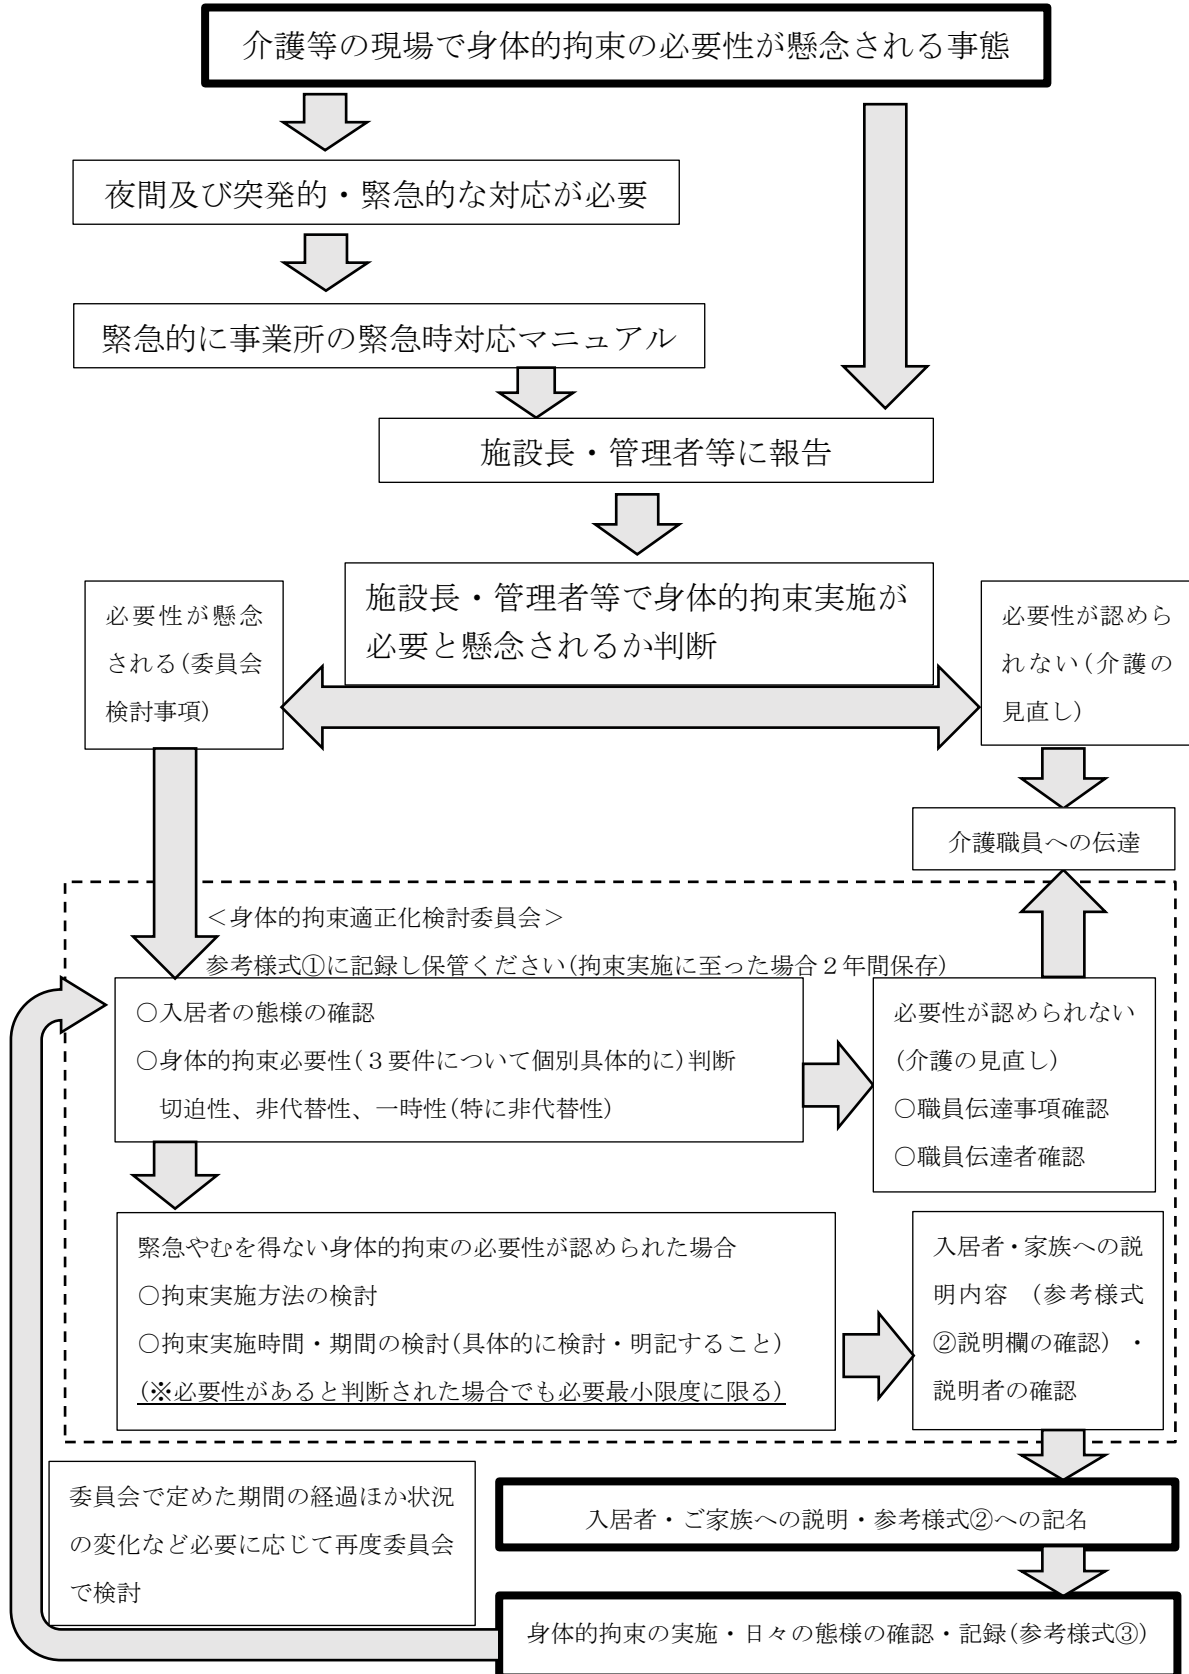 介護等の現場で身体的拘束の必要性が懸念される事態
夜間及び突発的・緊急的な対応が必要
緊急的に事業所の緊急時対応マニュアル
施設長・管理者等に報告
施設長・管理者等で身体的拘束実施が
必要と懸念されるか判断
必要性が懸念
される(委員会
検討事項)
必要性が認めら
れない(介護の
見直し)
介護職員への伝達
＜身体的拘束適正化検討委員会＞
参考様式①に記録し保管ください(拘束実施に至った場合２年間保存)
○入居者の態様の確認
○身体的拘束必要性(３要件について個別具体的に)判断
切迫性、非代替性、一時性(特に非代替性)
必要性が認められない
(介護の見直し)
○職員伝達事項確認
○職員伝達者確認
緊急やむを得ない身体的拘束の必要性が認められた場合
○拘束実施方法の検討
○拘束実施時間・期間の検討(具体的に検討・明記すること)
(※必要性があると判断された場合でも必要最小限度に限る)
入居者・家族への説
明内容　(参考様式
②説明欄の確認)　・
説明者の確認
委員会で定めた期間の経過ほか状況
の変化など必要に応じて再度委員会
で検討
入居者・ご家族への説明・参考様式②への記名
身体的拘束の実施・日々の態様の確認・記録(参考様式③)